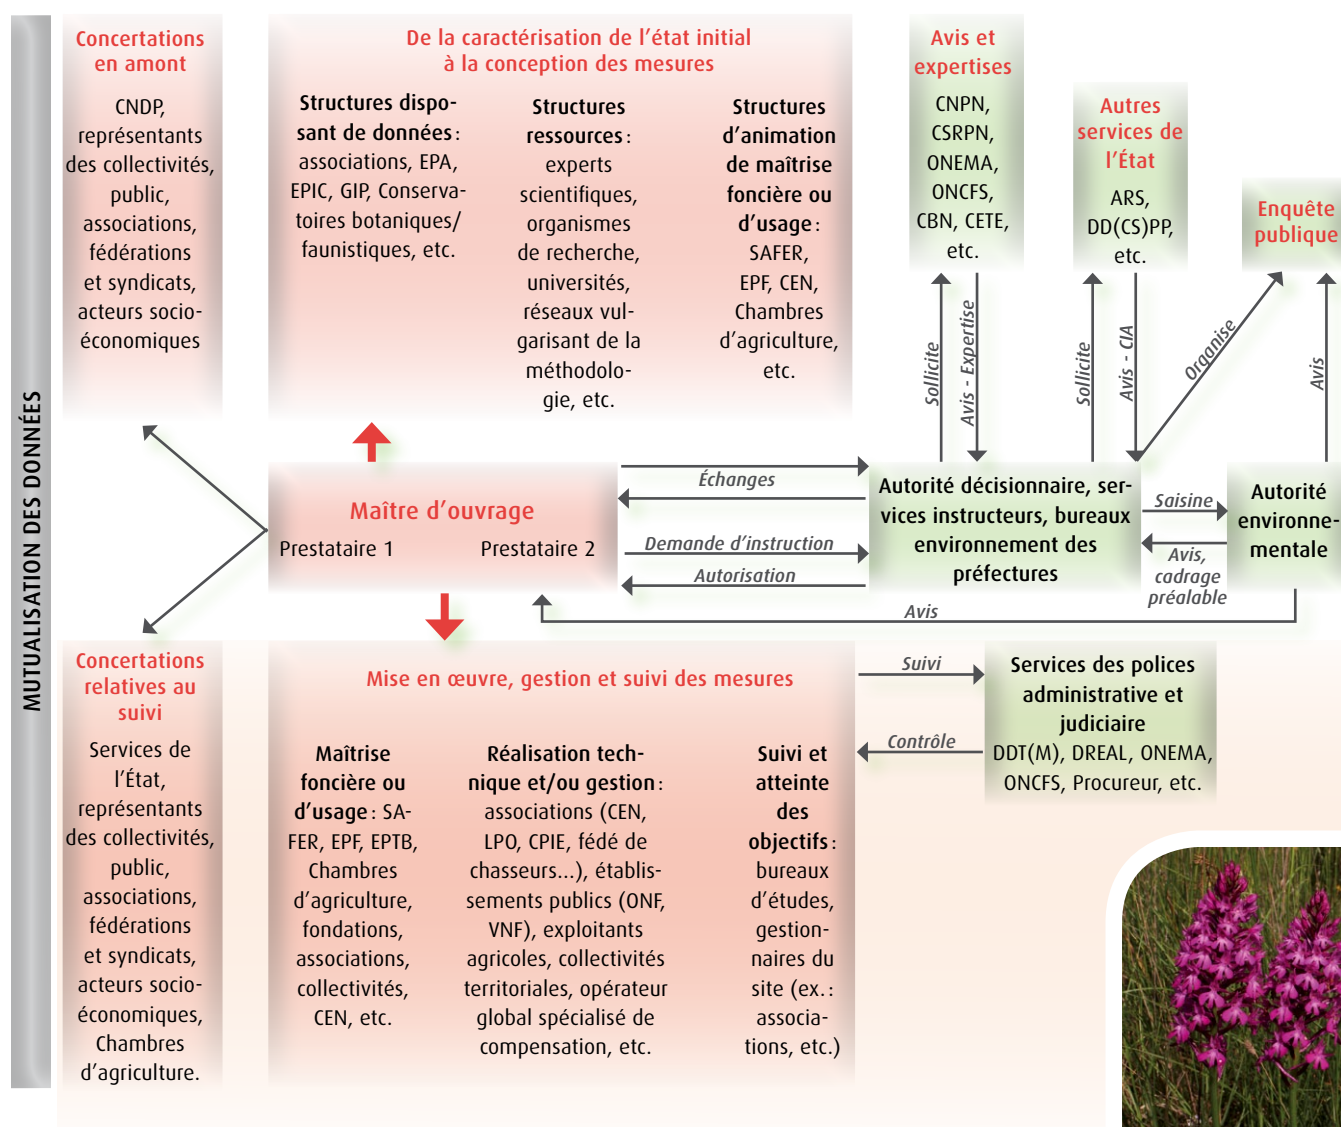 MUTUALISATION DES DONNÉES
Concertations
en amont
CNDP,
représentants
des collectivités,
public,
associations,
fédérations
et syndicats,
acteurs socio-
économiques
De la caractérisation de l'état initial
à la conception des mesures
Structures dispo-
sant de données :
associations, EPA,
EPIC, GIP, Conserva-
toires botaniques/
faunistiques, etc.
Structures
ressources :
experts
scientifiques,
organismes
de recherche,
universités,
réseaux vul-
garisant de la
méthodolo-
gie, etc.
Structures
d'animation
de maîtrise
foncière ou
d'usage :
SAFER,
EPF, CEN,
Chambres
d'agriculture,
etc.
Avis et
expertises
CNPN,
CSRPN,
ONEMA,
ONCFS,
CBN, CETE,
etc.
Autres
services de
l'État
ARS,
DD(CS)PP,
etc.
Enquête
publique
Sollicite
Avis - Expertise
Sollicite
Avis - CIA
Organise
Avis
Maître d'ouvrage
Prestataire 1
Prestataire 2
Échanges
Demande d'instruction
Autorisation
Autorité décisionnaire, ser-
vices instructeurs, bureaux
environnement des
préfectures
Saisine
Avis,
cadrage
préalable
Autorité
environne-
mentale
Avis
Concertations
relatives au
suivi
Services de
l'État,
représentants
des collectivités,
public,
associations,
fédérations
et syndicats,
acteurs socio-
économiques,
Chambres
d'agriculture.
Mise en œuvre, gestion et suivi des mesures
Maîtrise
foncière ou
d'usage : SA-
FER, EPF, EPTB,
Chambres
d'agriculture,
fondations,
associations,
collectivités,
CEN, etc.
Réalisation tech-
nique et/ou gestion :
associations (CEN,
LPO, CPIE, fédé de
chasseurs...), établis-
sements publics (ONF,
VNF), exploitants
agricoles, collectivités
territoriales, opérateur
global spécialisé de
compensation, etc.
Suivi et
atteinte
des
objectifs :
bureaux
d'études,
gestion-
naires du
site (ex. :
associa-
tions, etc.)
Suivi
Contrôle
Services des polices
administrative et
judiciaire
DDT(M), DREAL, ONEMA,
ONCFS, Procureur, etc.